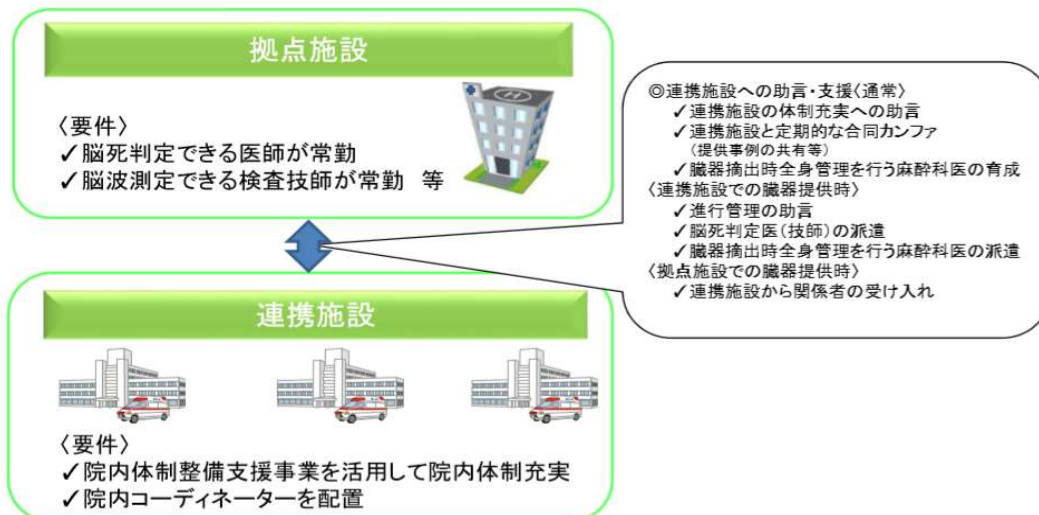 拠点施設
〈要件〉
✓脳死判定できる医師が常勤
✓脳波測定できる検査技師が常勤 等
◎連携施設への助言・支援〈通常〉
✓連携施設の体制充実への助言
✓連携施設と定期的な合同カンファ
(提供事例の共有等)
✓臓器摘出時全身管理を行う麻酔科医の育成
〈連携施設での臓器提供時〉
✓進行管理の助言
✓脳死判定医(技師)の派遣
✓臓器摘出時全身管理を行う麻酔科医の派遣
〈拠点施設での臓器提供時〉
✓連携施設から関係者の受け入れ
連携施設
〈要件〉
✓院内体制整備支援事業を活用して院内体制充実
✓院内コーディネーターを配置